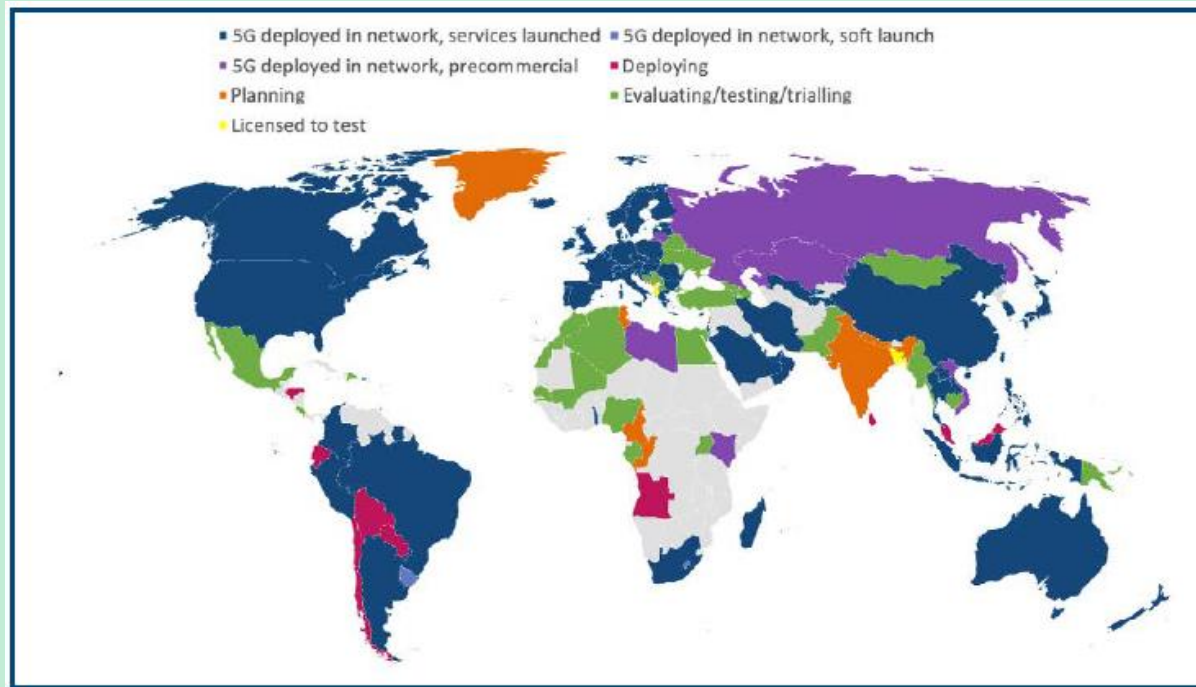 5G deployed in network, services launched
5G deployed in network, soft launch
5G deployed in network, precommercial
Deploying
Planning
Evaluating/testing/trialling
Licensed to test